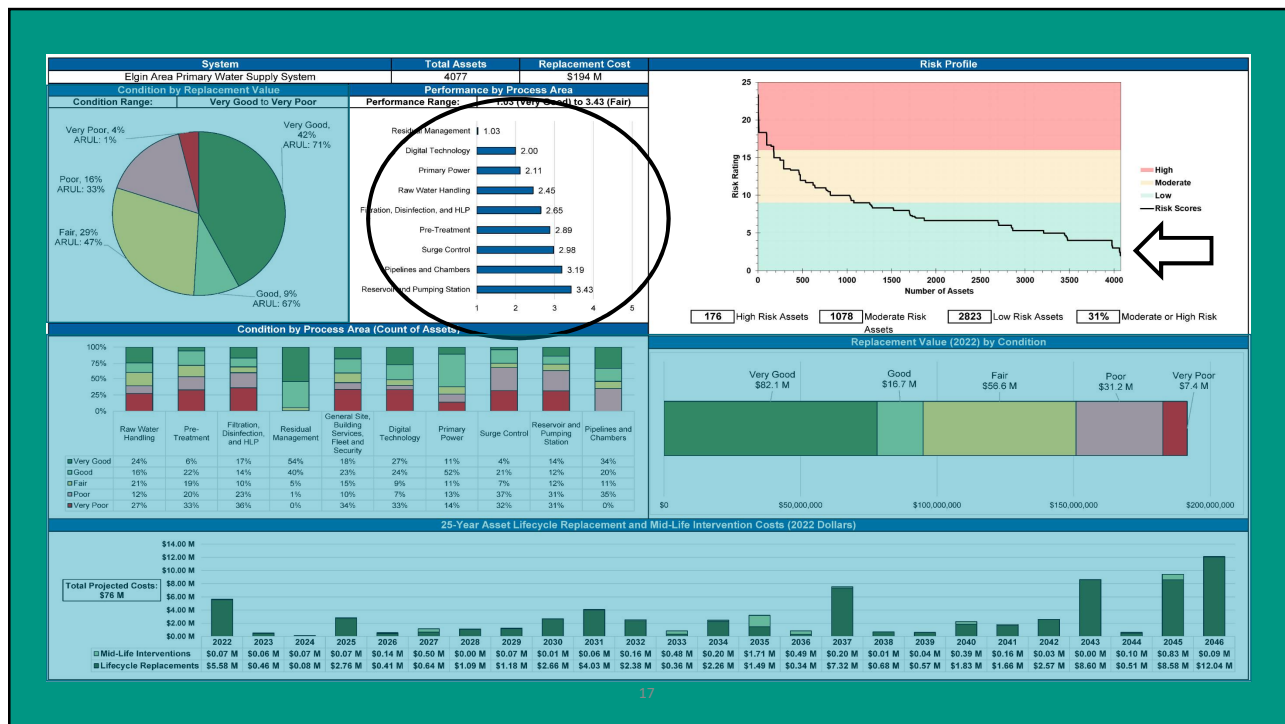 System
Total Assets
Replacement Cost
Elgin Area Primary Water Supply System
4077
$194 M
Condition by Replacement Value
Condition Range:
Very Good to Very Poor
Very Poor, 4%
ARUL: 1%
Very Good,
42%
ARUL: 71%
Poor, 16%
ARUL: 33%
Fair, 29%
ARUL: 47%
Good, 9%
ARUL: 67%
Performance by Process Area
Performance Range:
1.03 (Very Good) to 3.43 (Fair)
Residual Management
1.03
Digital Technology
2.00
Primary Power
2.11
Raw Water Handling
2.45
Filtration, Disinfection, and HLP
2.65
Pre-Treatment
2.89
Surge Control
2.98
Pipelines and Chambers
3.19
Reservoir and Pumping Station
3.43
1 2 3 4 5
Risk Profile
25
20
15
10
5
0
Risk Rating
0 500 1000 1500 2000 2500 3000 3500 4000
Number of Assets
High
Moderate
Low
Risk Scores
176 High Risk Assets
1078 Moderate Risk
Assets
2823 Low Risk Assets
31% Moderate or High Risk
Condition by Process Area (Count of Assets)
100%
75%
50%
25%
0%
Raw Water
Handling
Pre-
Treatment
Filtration,
Disinfection,
and HLP
Residual
Management
General Site,
Building
Services,
Fleet and
Security
Digital
Technology
Primary
Power
Surge Control
Reservoir and
Pumping
Station
Pipelines and
Chambers
Very Good 24% 6% 17% 54% 18% 27% 11% 4% 14% 34%
Good 16% 22% 14% 40% 23% 24% 52% 21% 12% 20%
Fair 21% 19% 10% 5% 15% 9% 11% 7% 12% 11%
Poor 12% 20% 23% 1% 10% 7% 13% 37% 31% 35%
Very Poor 27% 33% 36% 0% 34% 33% 14% 32% 31% 0%
Replacement Value (2022) by Condition
Very Good
$82.1 M
Good
$16.7 M
Fair
$56.6 M
Poor
$31.2 M
Very Poor
$7.4 M
$0 $50,000,000 $100,000,000 $150,000,000 $200,000,000
25-Year Asset Lifecycle Replacement and Mid-Life Intervention Costs (2022 Dollars)
Total Projected Costs:
$76 M
$14.00 M
$12.00 M
$10.00 M
$8.00 M
$6.00 M
$4.00 M
$2.00 M
$0.00 M
2022 2023 2024 2025 2026 2027 2028 2029 2030 2031 2032 2033 2034 2035 2036 2037 2038 2039 2040 2041 2042 2043 2044 2045 2046
Mid-Life Interventions $0.07 M $0.06 M $0.07 M $0.07 M $0.14 M $0.50 M $0.00 M $0.07 M $0.01 M $0.06 M $0.16 M $0.48 M $0.20 M $1.71 M $0.49 M $0.20 M $0.01 M $0.04 M $0.39 M $0.16 M $0.03 M $0.00 M $0.10 M $0.83 M $0.09 M
Lifecycle Replacements $5.58 M $0.46 M $0.08 M $2.76 M $0.41 M $0.64 M $1.09 M $1.18 M $2.66 M $4.03 M $2.38 M $0.36 M $2.26 M $1.49 M $0.34 M $7.32 M $0.68 M $0.57 M $1.83 M $1.66 M $2.57 M $8.60 M $0.51 M $8.58 M $12.04 M
17